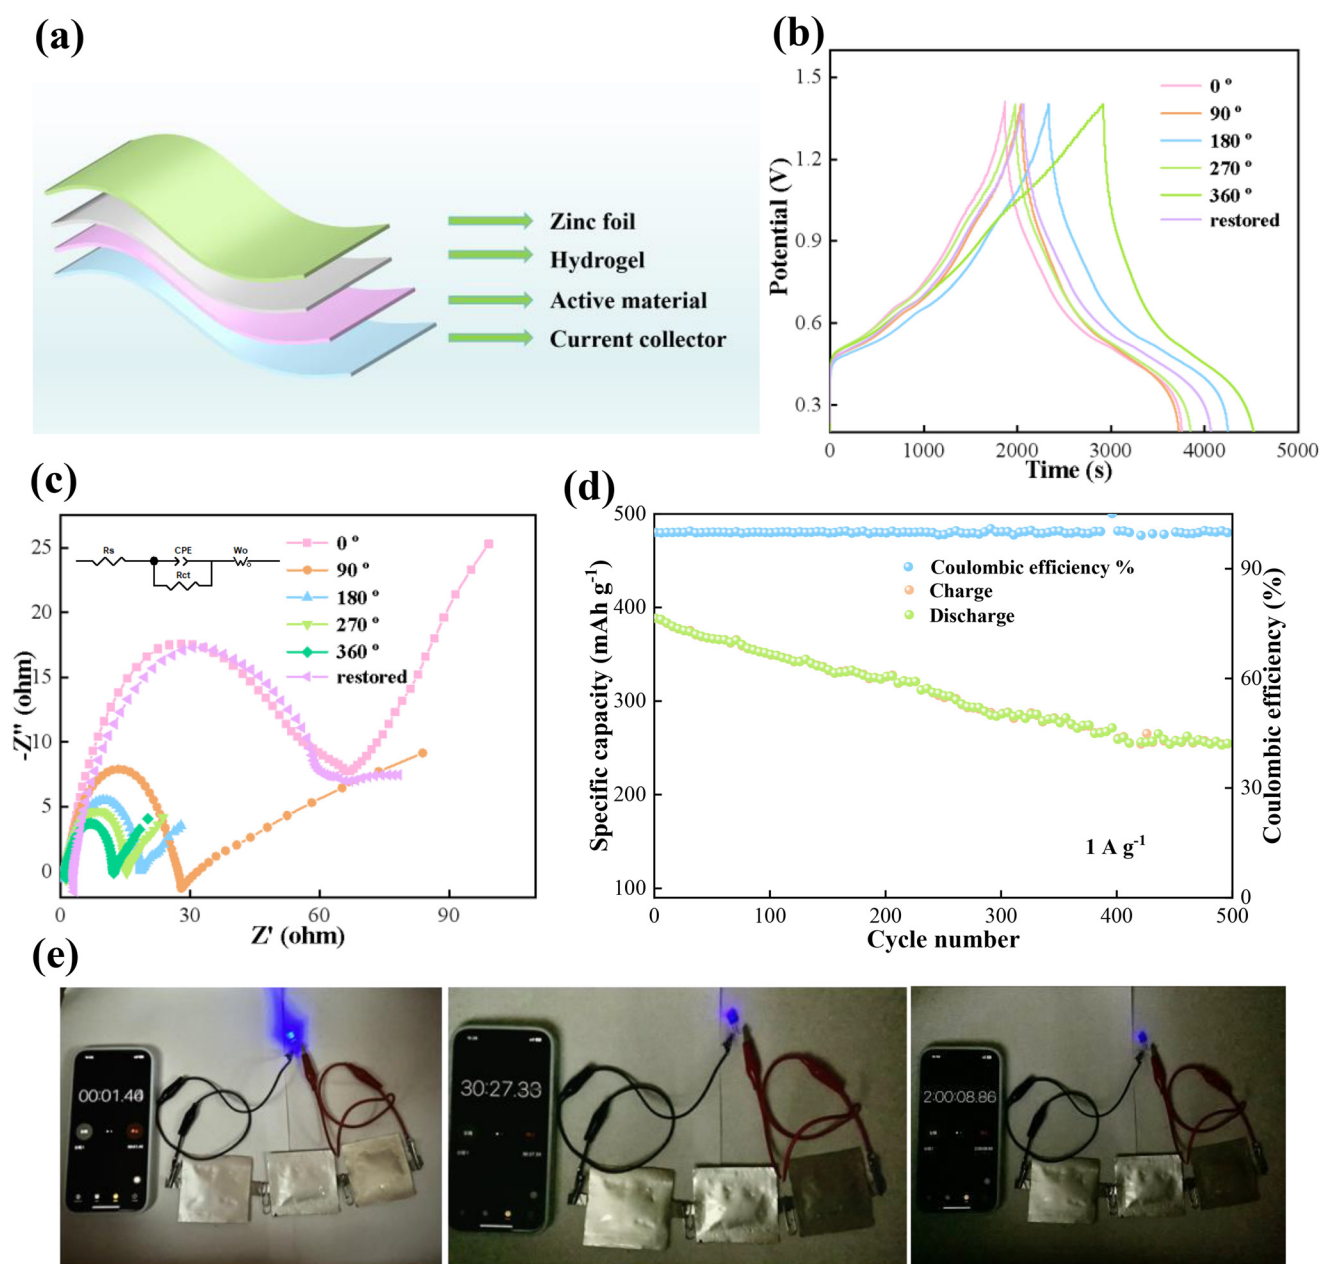 (a)
Zinc foil
Hydrogel
Active material
Current collector
(b)
1.5
1.2
0.9
0.6
0.3
Potential (V)
0 º
90 º
180 º
270 º
360 º
restored
0
1000
2000
3000
4000
5000
Time (s)
(c)
25
20
15
10
5
0
-Z'' (ohm)
Rs
CPE
Rct
Wo
0 º
90 º
180 º
270 º
360 º
restored
0
30
60
90
Z' (ohm)
(d)
500
400
300
200
100
Specific capacity (mAh g-1)
Coulombic efficiency %
Charge
Discharge
1 A g-1
90
60
30
0
Coulombic efficiency (%)
0
100
200
300
400
500
Cycle number
(e)
30:27.33
2:00:08.86